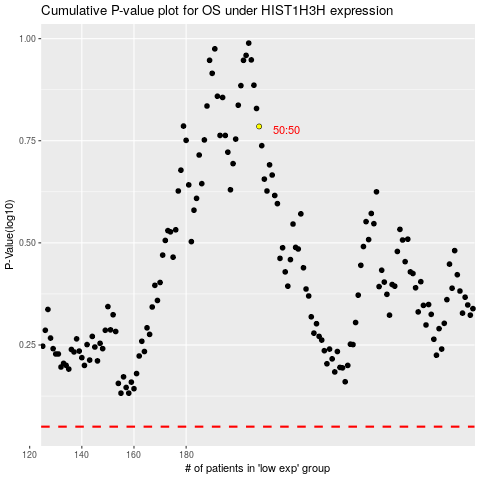 Cumulative P-value plot for OS under HIST1H3H expression
P-Value(log10)
1.00
0.75
0.50
0.25
50:50
120 140 160 180
# of patients in 'low exp' group